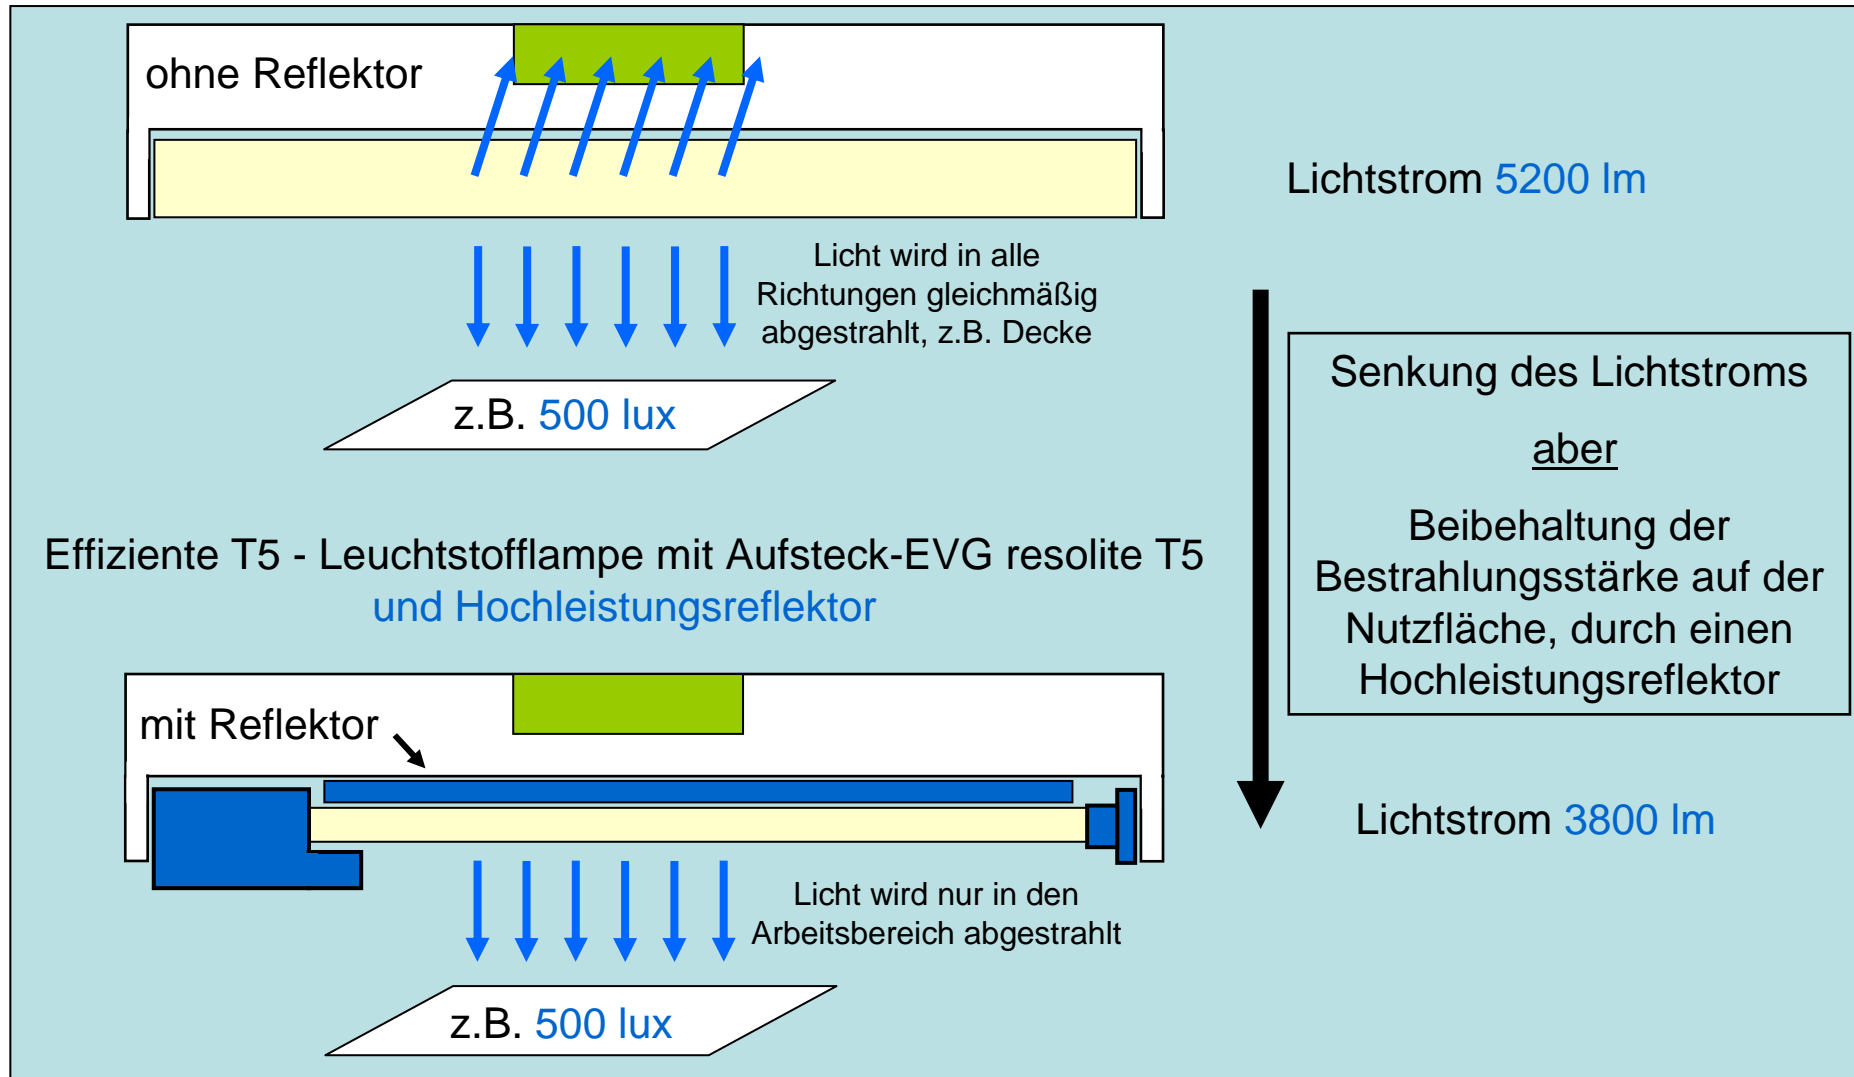 ohne Reflektor
Lichtstrom 5200 lm
Licht wird in alle
Richtungen gleichmäßig
abgestrahlt, z.B. Decke
z.B. 500 lux
Senkung des Lichtstroms
aber
Beibehaltung der
Bestrahlungsstärke auf der
Nutzfläche, durch einen
Hochleistungsreflektor
Effiziente T5 - Leuchtstofflampe mit Aufsteck-EVG resolite T5
und Hochleistungsreflektor
mit Reflektor
Lichtstrom 3800 lm
Licht wird nur in den
Arbeitsbereich abgestrahlt
z.B. 500 lux